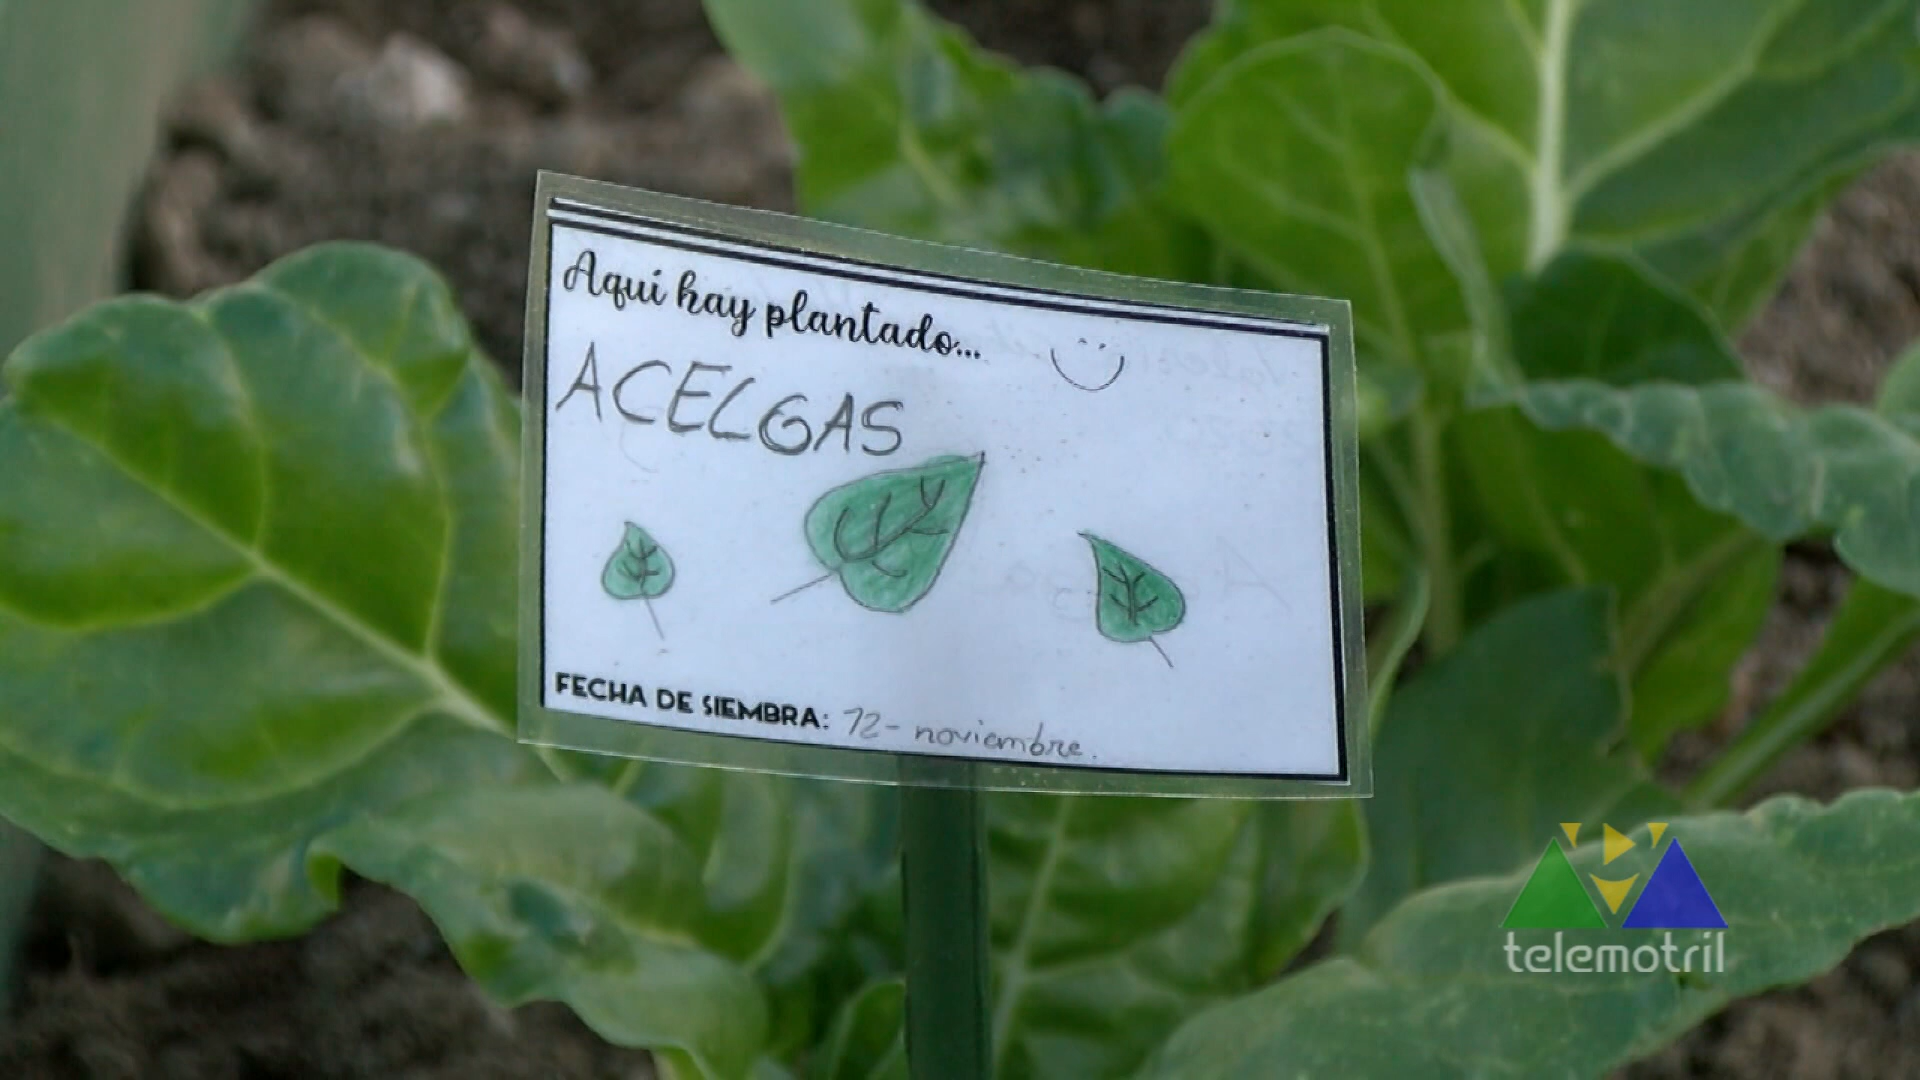 Aquí hay plantado...
ACELGAS
FECHA DE SIEMBRA: 12- noviembre.
telemotril